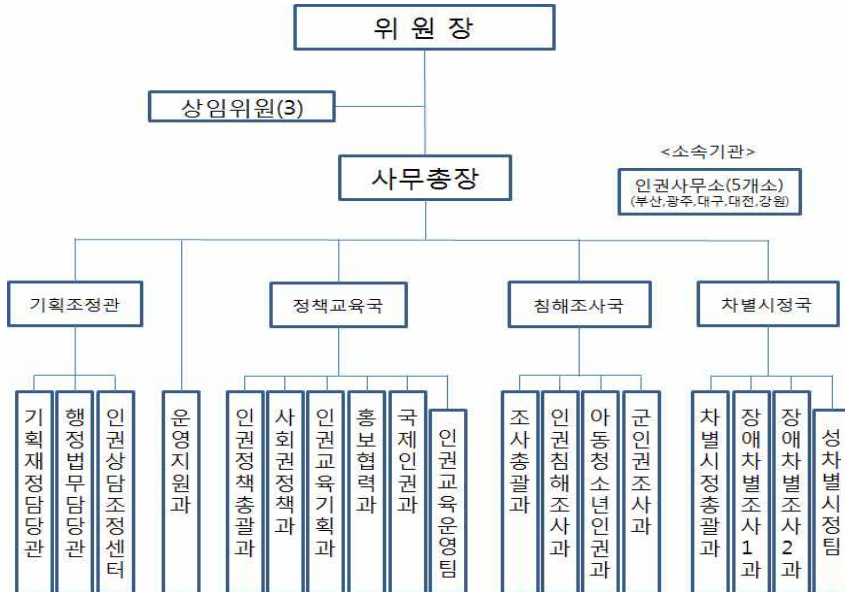 위 원 장
상임위원(3)
<소속기관>
사무총장
인권사무소(5개소)
(부산,광주,대구,대전,강원)
기획조정관
정책교육국
침해조사국
차별시정국
기획재정담당관
행정법무담당관
인권상담조정센터
운영지원과
인권정책총괄과
사회권정책과
인권교육기획과
홍보협력과
국제인권과
인권교육운영팀
조사총괄과
인권침해조사과
아동청소년인권과
군인권조사과
차별시정총괄과
장애차별조사1과
장애차별조사2과
성차별시정팀